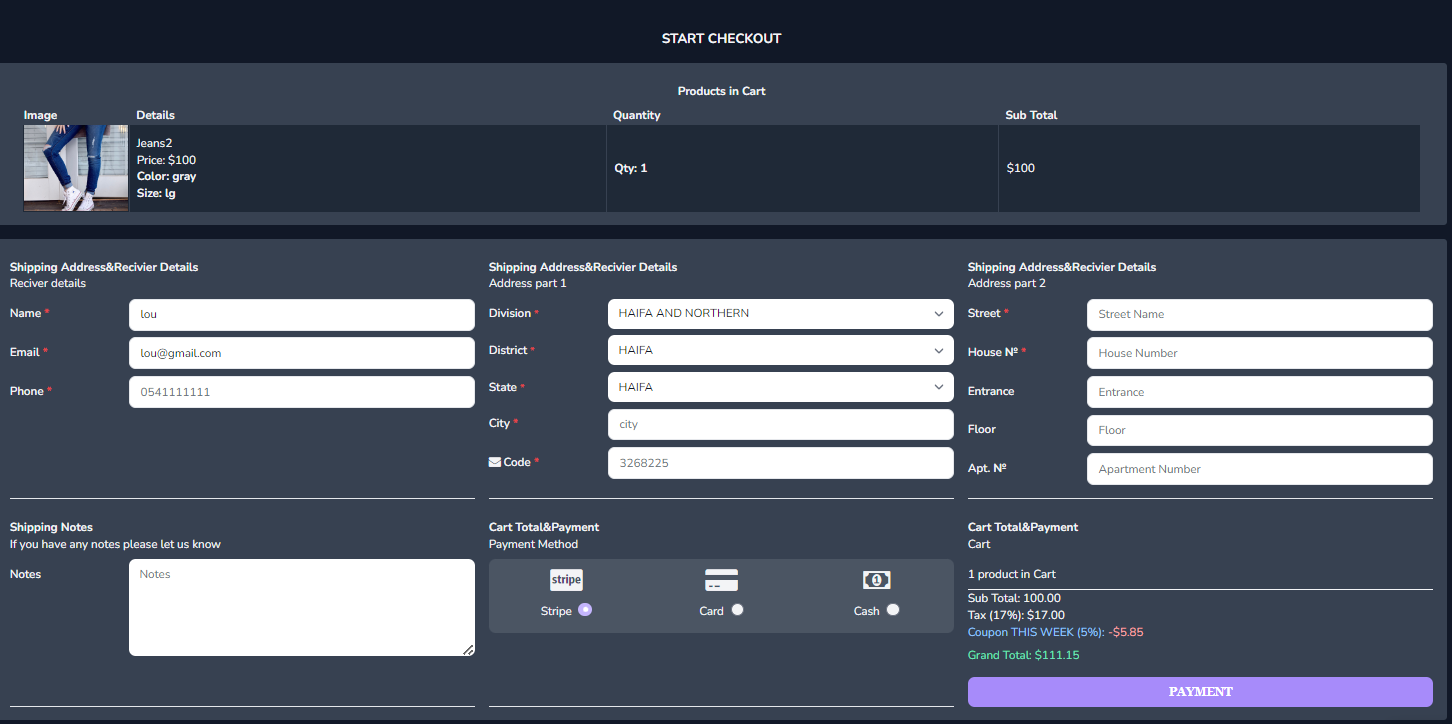 START CHECKOUT
Products in Cart
Image Details Quantity Sub Total
Jeans2
Price: $100
Color: gray
Size: lg
Qty: 1
$100
Shipping Address&Recivier Details
Reciver details
Name *
lou
Email *
lou@gmail.com
Phone *
0541111111
Shipping Address&Recivier Details
Address part 1
Division *
HAIFA AND NORTHERN
District *
HAIFA
State *
HAIFA
City *
city
Code *
3268225
Shipping Address&Recivier Details
Address part 2
Street *
Street Name
House Nº *
House Number
Entrance
Entrance
Floor
Floor
Apt. Nº
Apartment Number
Shipping Notes
If you have any notes please let us know
Notes
Notes
Cart Total&Payment
Payment Method
stripe
Stripe
Card
1
Cash
Cart Total&Payment
Cart
1 product in Cart
Sub Total: 100.00
Tax (17%): $17.00
Coupon THIS WEEK (5%): -$5.85
Grand Total: $111.15
PAYMENT